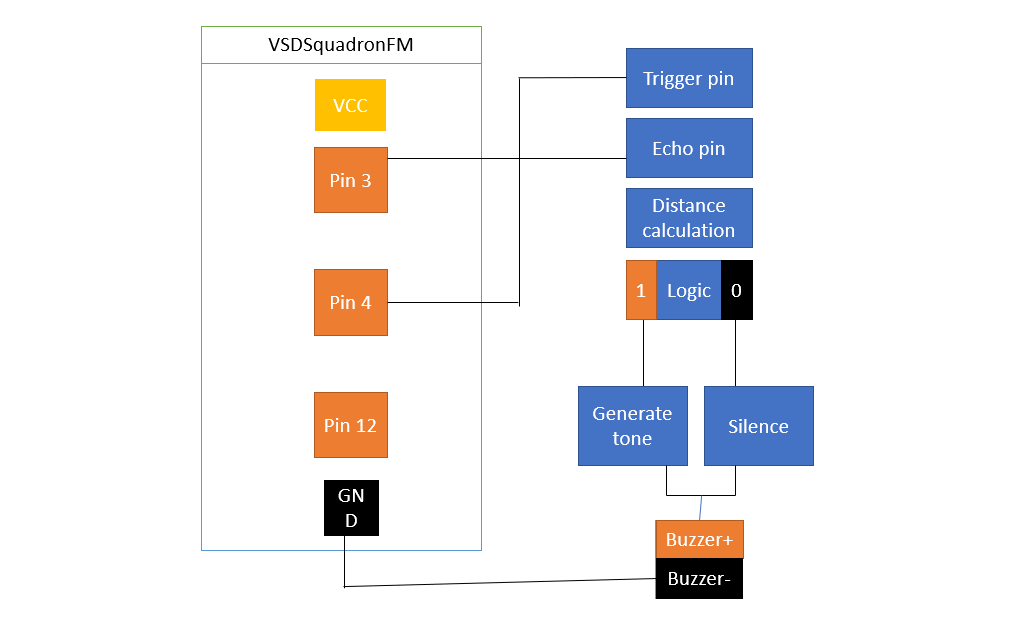 VSDSquadronFM
VCC
Pin 3
Pin 4
Pin 12
GN
D
Trigger pin
Echo pin
Distance
calculation
1 Logic 0
Generate
tone
Silence
Buzzer+
Buzzer-